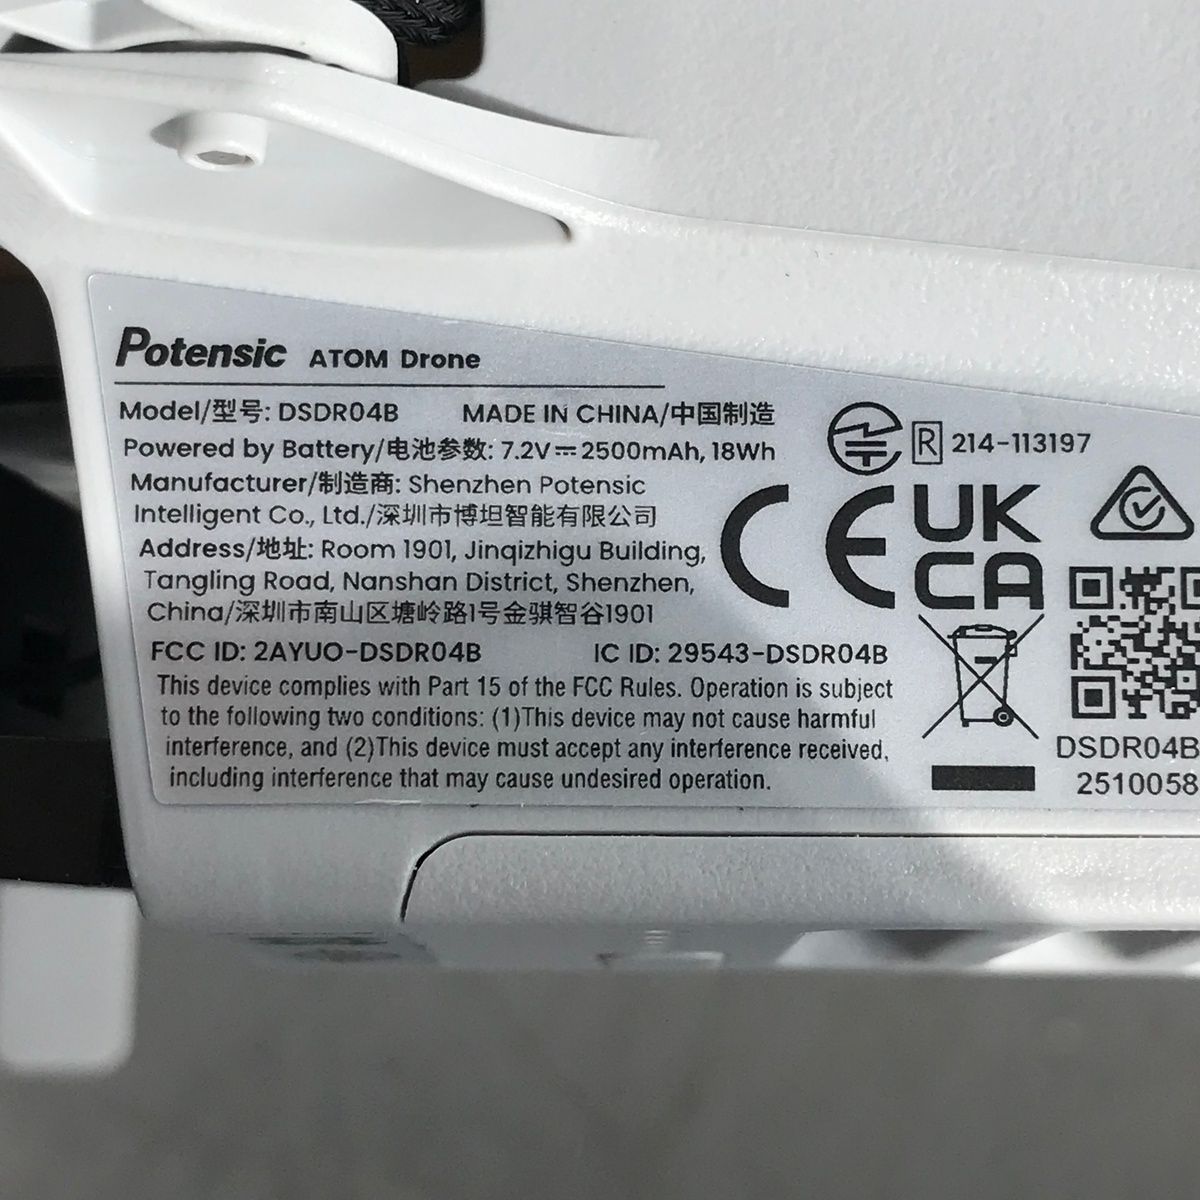 Potensic ATOM Drone
Model/型号: DSDR04B MADE IN CHINA/中国制造
Powered by Battery/电池参数: 7.2V⎓2500mAh, 18Wh
Manufacturer/制造商: Shenzhen Potensic
Intelligent Co., Ltd./深圳市博坦智能有限公司
Address/地址: Room 1901, Jinqizhigu Building,
Tangling Road, Nanshan District, Shenzhen,
China/深圳市南山区塘岭路1号金骐智谷1901
FCC ID: 2AYUO-DSDR04B IC ID: 29543-DSDR04B
This device complies with Part 15 of the FCC Rules. Operation is subject
to the following two conditions: (1)This device may not cause harmful
interference, and (2)This device must accept any interference received,
including interference that may cause undesired operation.
R 214-113197
CE
UK
CA
DSDR04B
2510058